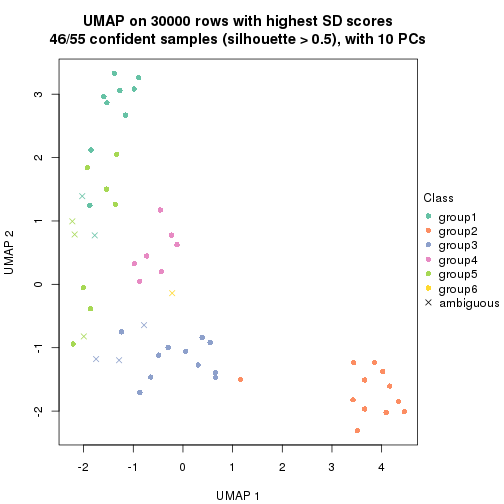 UMAP on 30000 rows with highest SD scores
46/55 confident samples (silhouette > 0.5), with 10 PCs
3
2
1
0
-1
-2
UMAP 2
-2
-1
0
1
2
3
4
UMAP 1
Class
group1
group2
group3
group4
group5
group6
ambiguous